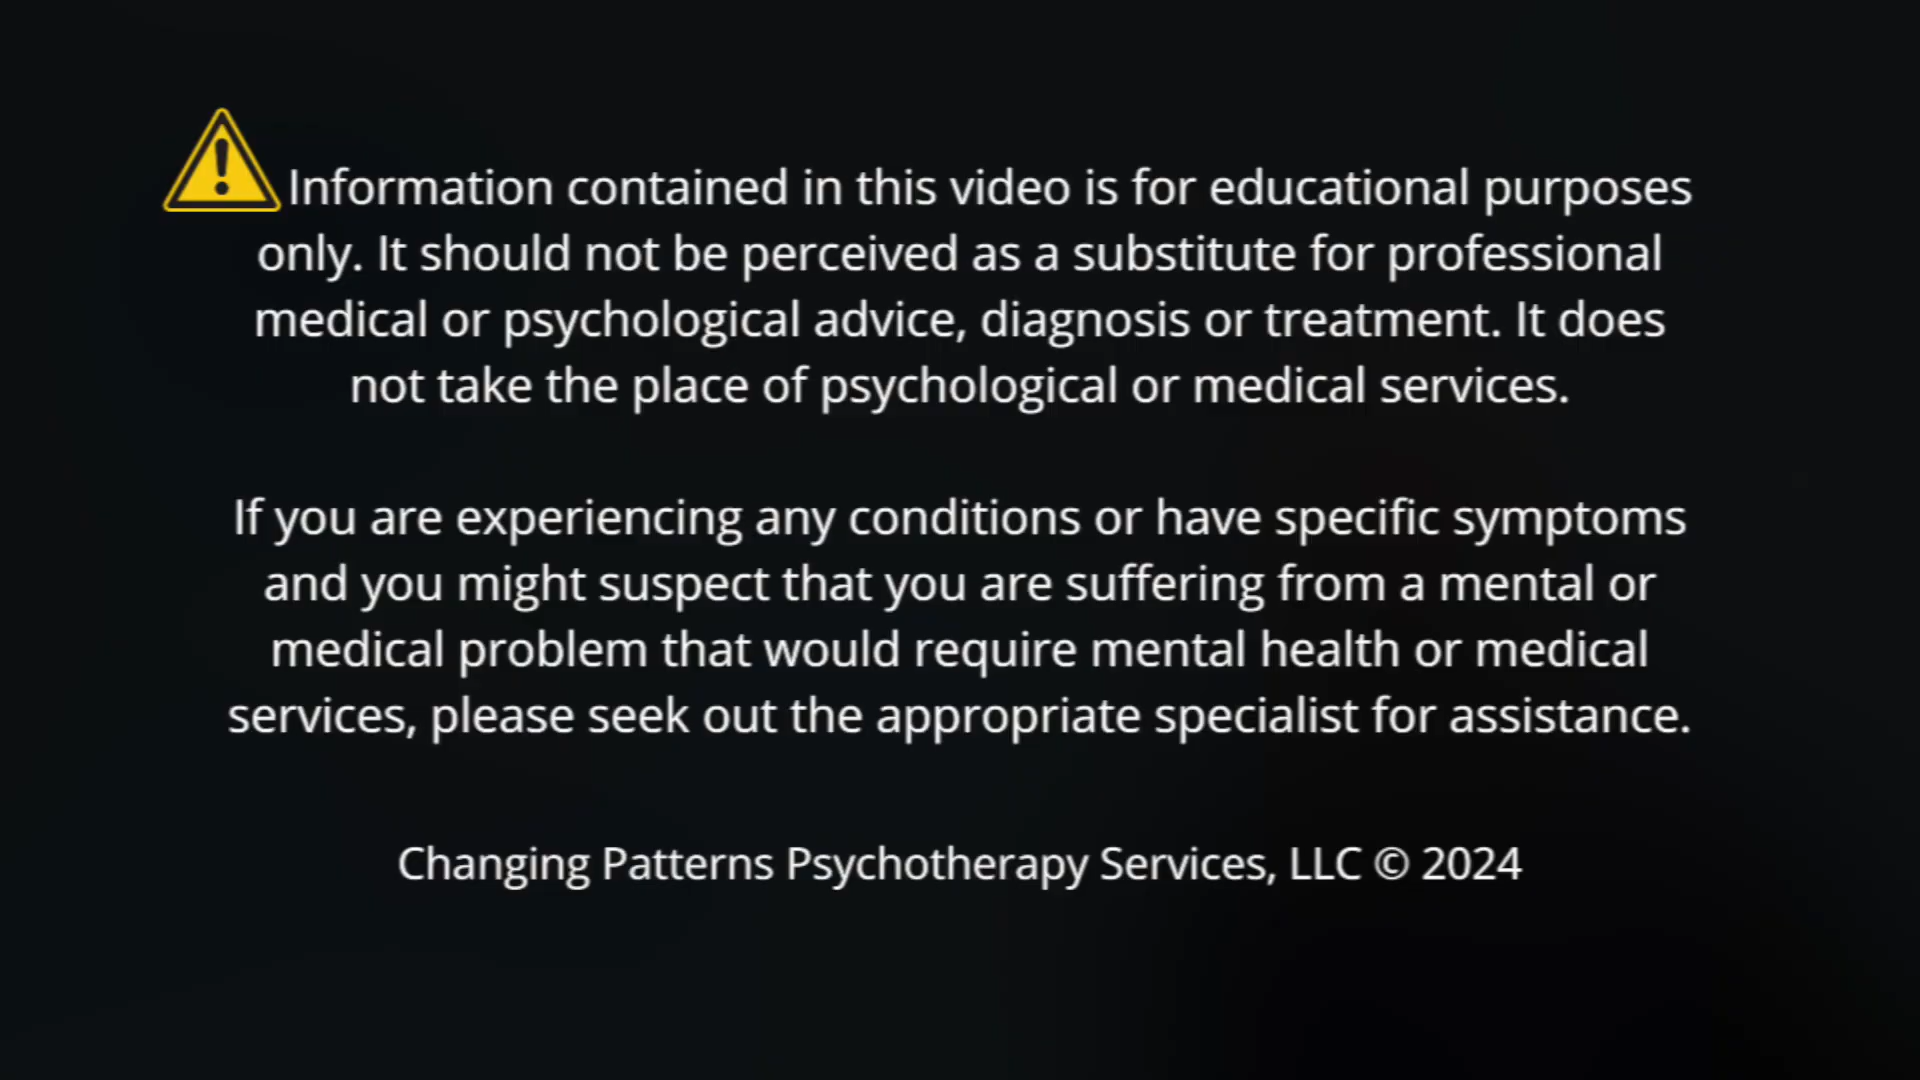 Information contained in this video is for educational purposes
only. It should not be perceived as a substitute for professional
medical or psychological advice, diagnosis or treatment. It does
not take the place of psychological or medical services.
If you are experiencing any conditions or have specific symptoms
and you might suspect that you are suffering from a mental or
medical problem that would require mental health or medical
services, please seek out the appropriate specialist for assistance.
Changing Patterns Psychotherapy Services, LLC © 2024